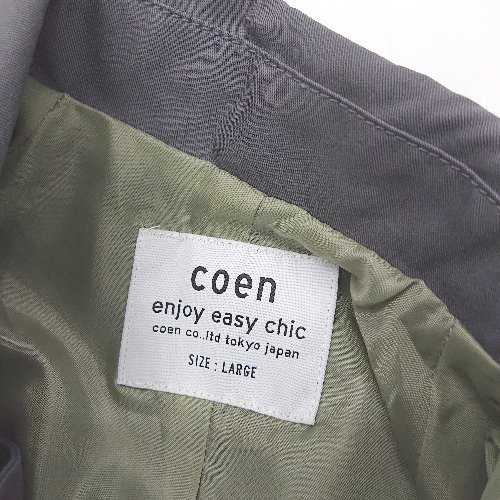 coen
enjoy easy chic
coen co.,ltd tokyo japan
SIZE : LARGE